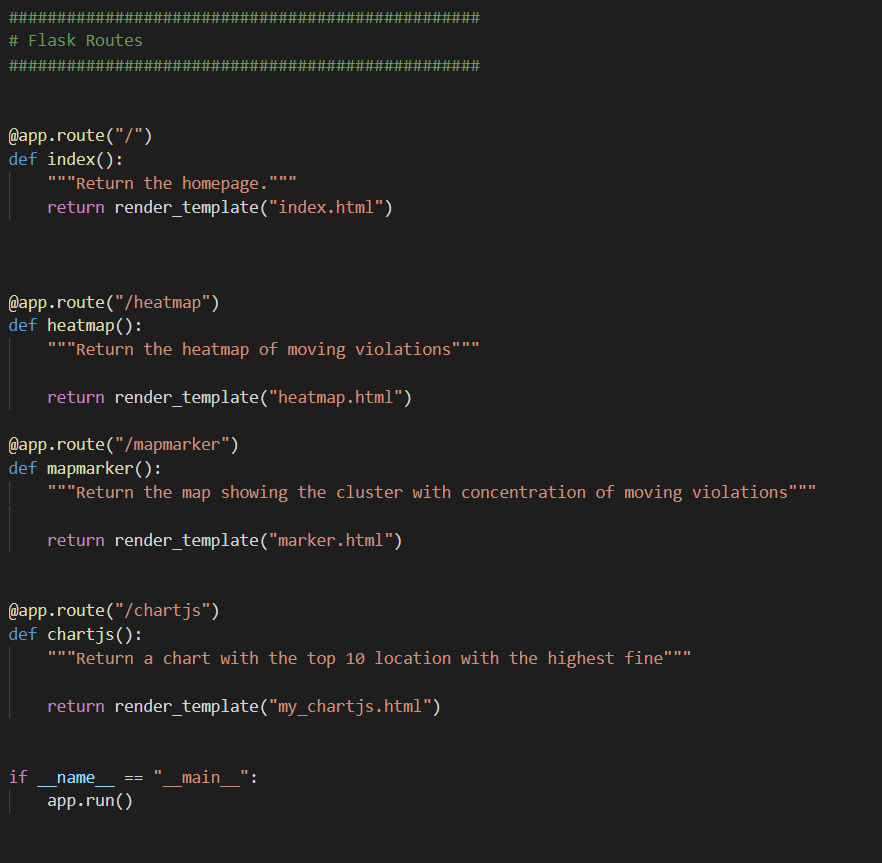 #################################################
# Flask Routes
#################################################
@app.route("/")
def index():
    """Return the homepage."""
    return render_template("index.html")
@app.route("/heatmap")
def heatmap():
    """Return the heatmap of moving violations"""
    return render_template("heatmap.html")
@app.route("/mapmarker")
def mapmarker():
    """Return the map showing the cluster with concentration of moving violations"""
    return render_template("marker.html")
@app.route("/chartjs")
def chartjs():
    """Return a chart with the top 10 location with the highest fine"""
    return render_template("my_chartjs.html")
if __name__ == "__main__":
    app.run()